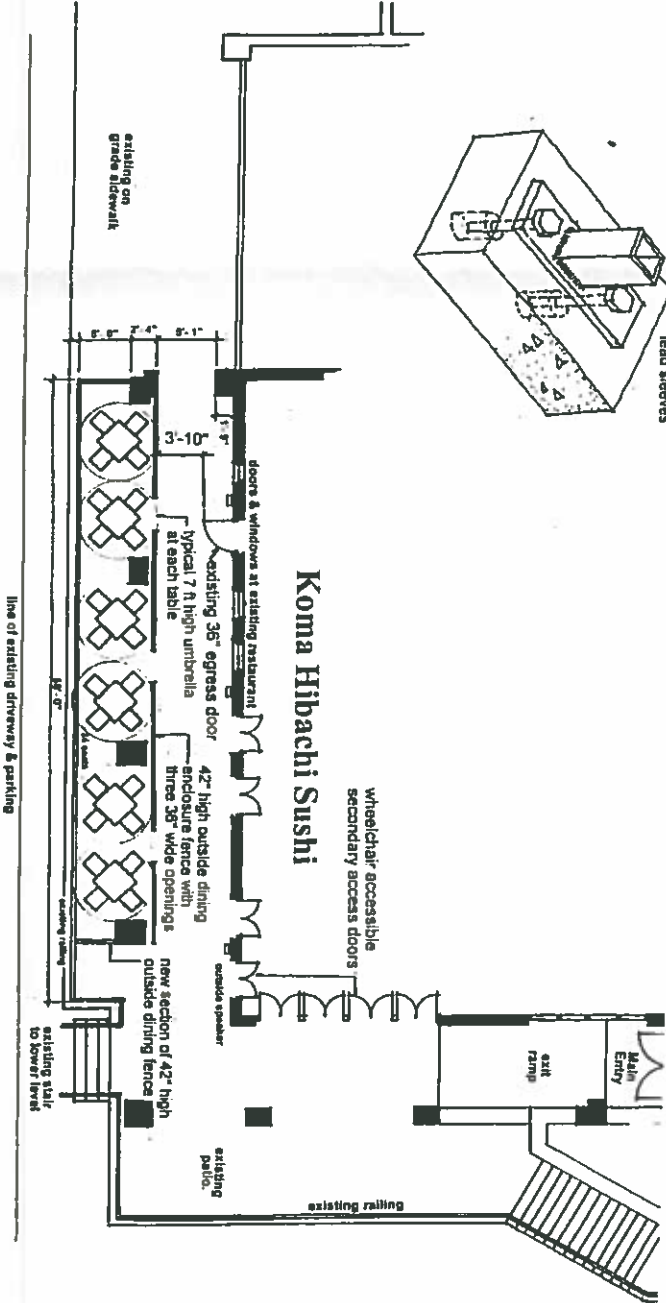 lead sleeves
Main
Entry
exit
ramp
wheelchair accessible
secondary access doors
Koma Hibachi Sushi
existing railing
existing
patio.
doors & windows at existing restaurant
outside speaker
3'-10"
2'-4"
existing 36" egress door
typical 7 ft high umbrella
at each table
42" high outside dining
enclosure fence with
three 36" wide openings
new section of 42" high
outside dining fence
existing on
grade sidewalk
existing railing
existing stair
to lower level
line of existing driveway & parking